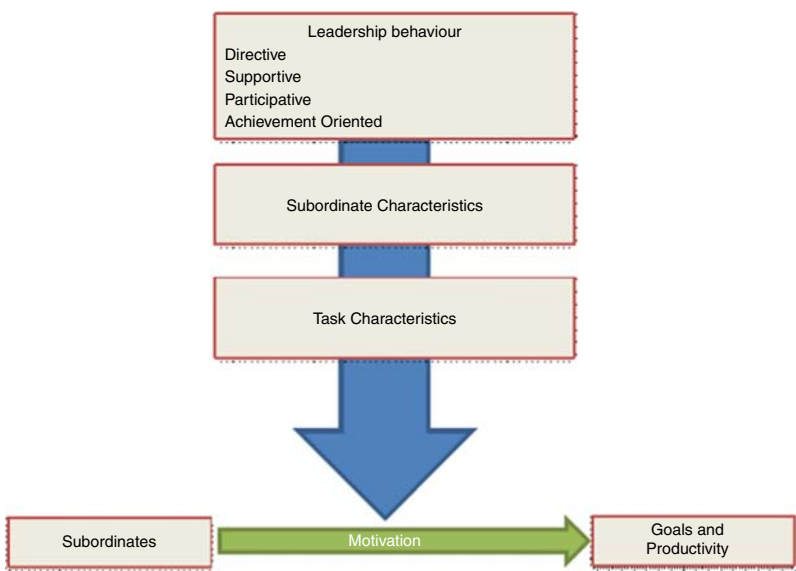 Leadership behaviour
Directive
Supportive
Participative
Achievement Oriented
Subordinate Characteristics
Task Characteristics
Subordinates
Motivation
Goals and
Productivity